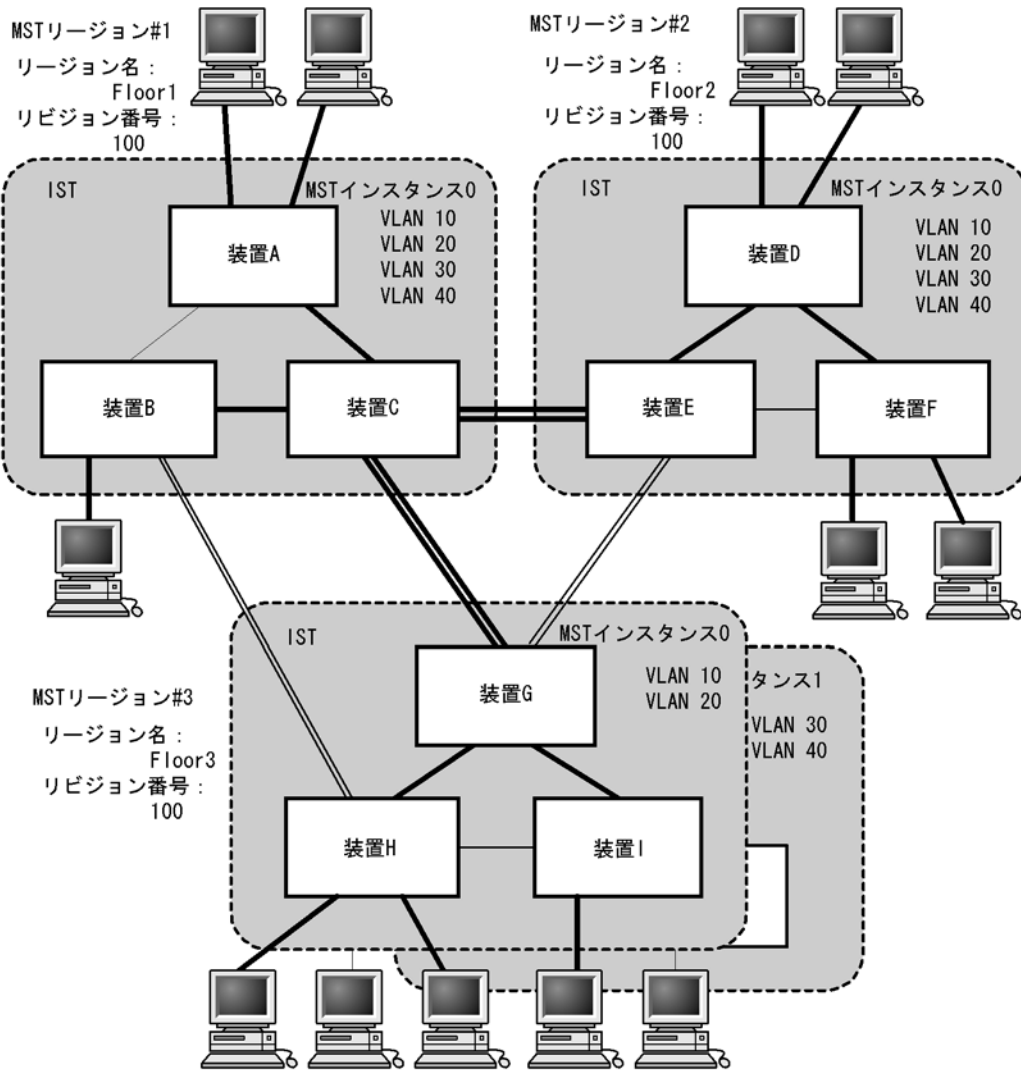 MSTリージョン#1
リージョン名：
Floor1
リビジョン番号：
100
MSTリージョン#2
リージョン名：
Floor2
リビジョン番号：
100
IST
MSTインスタンス0
VLAN 10
VLAN 20
VLAN 30
VLAN 40
装置A
装置B
装置C
IST
MSTインスタンス0
VLAN 10
VLAN 20
VLAN 30
VLAN 40
装置D
装置E
装置F
MSTリージョン#3
リージョン名：
Floor3
リビジョン番号：
100
IST
MSTインスタンス0
VLAN 10
VLAN 20
装置G
装置H
装置I
タンス1
VLAN 30
VLAN 40